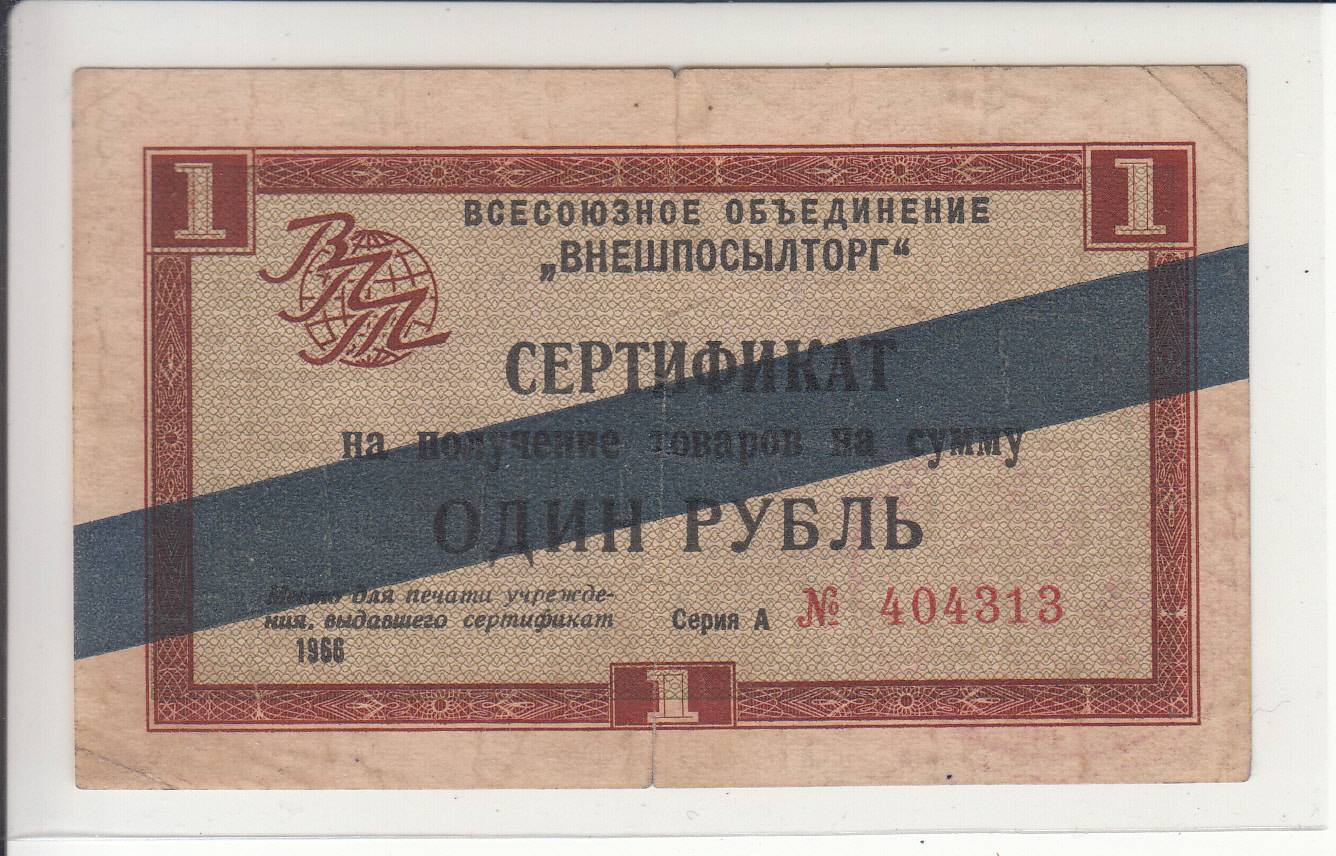 1 1
ВСЕСОЮЗНОЕ ОБЪЕДИНЕНИЕ
„ВНЕШПОСЫЛТОРГ“
ВПТ
СЕРТИФИКАТ
на получение товаров на сумму
ОДИН РУБЛЬ
Место для печати учрежде-
ния, выдавшего сертификат
1966
Серия А № 404313
1